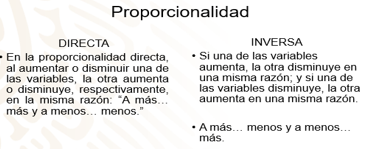 Proporcionalidad
DIRECTA
• En la proporcionalidad directa,
al aumentar o disminuir una de
las variables, la otra aumenta
o disminuye, respectivamente,
en la misma razón: “A más…
más y a menos… menos.”
INVERSA
• Si una de las variables
aumenta, la otra disminuye en
una misma razón; y si una de
las variables disminuye, la otra
aumenta en una misma razón.
• A más… menos y a menos…
más.